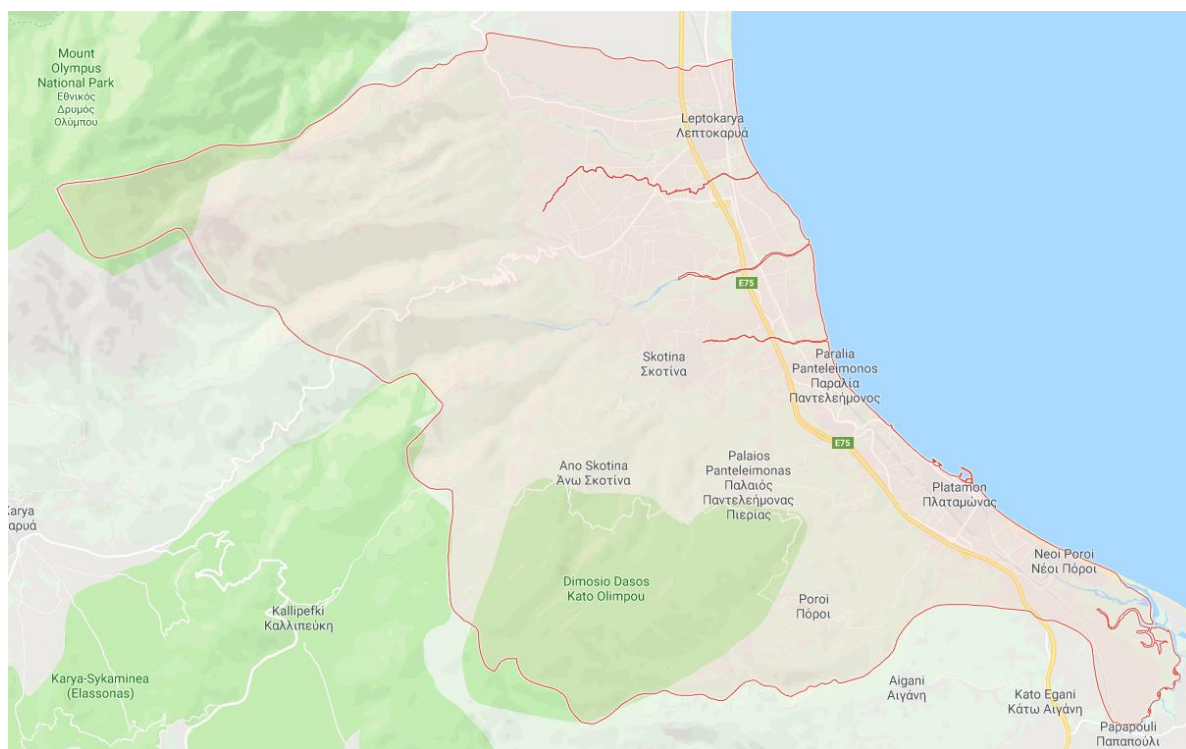 Mount
Olympus
National Park
Εθνικός
Δρυμός
Ολύμπου
Leptokarya
Λεπτοκαρυά
E75
Skotina
Σκοτίνα
Paralia
Panteleimonos
Παραλία
Παντελεήμονος
E75
Ano Skotina
Άνω Σκοτίνα
Palaios
Panteleimonas
Παλαιός
Παντελεήμονας
Πιερίας
Platamon
Πλαταμώνας
Karya
αρυά
Neoi Poroi
Νέοι Πόροι
Dimosio Dasos
Kato Olimpou
Poroi
Πόροι
Kallipefki
Καλλιπεύκη
Karya-Sykaminea
(Elassonas)
Aigani
Αιγάνη
Kato Egani
Κάτω Αιγάνη
Papapouli
Παπαπούλι